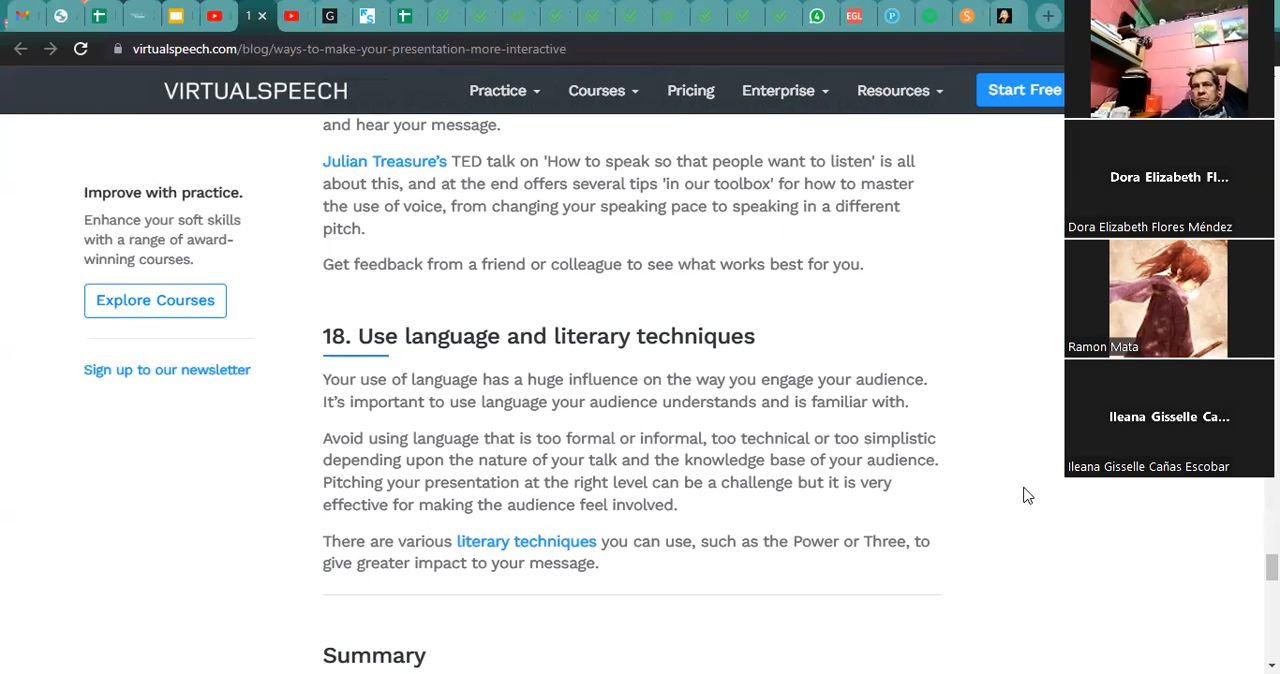 1
G
4
EGL
P
S
virtualspeech.com/blog/ways-to-make-your-presentation-more-interactive
VIRTUALSPEECH
Practice
Courses
Pricing
Enterprise
Resources
Start Free
and hear your message.
Julian Treasure's TED talk on 'How to speak so that people want to listen' is all
about this, and at the end offers several tips 'in our toolbox' for how to master
the use of voice, from changing your speaking pace to speaking in a different
pitch.
Get feedback from a friend or colleague to see what works best for you.
Improve with practice.
Enhance your soft skills
with a range of award-
winning courses.
Explore Courses
Sign up to our newsletter
18. Use language and literary techniques
Your use of language has a huge influence on the way you engage your audience.
It's important to use language your audience understands and is familiar with.
Avoid using language that is too formal or informal, too technical or too simplistic
depending upon the nature of your talk and the knowledge base of your audience.
Pitching your presentation at the right level can be a challenge but it is very
effective for making the audience feel involved.
There are various literary techniques you can use, such as the Power or Three, to
give greater impact to your message.
Summary
Dora Elizabeth Fl...
Dora Elizabeth Flores Méndez
Ramon Mata
Ileana Gisselle Ca...
Ileana Gisselle Cañas Escobar